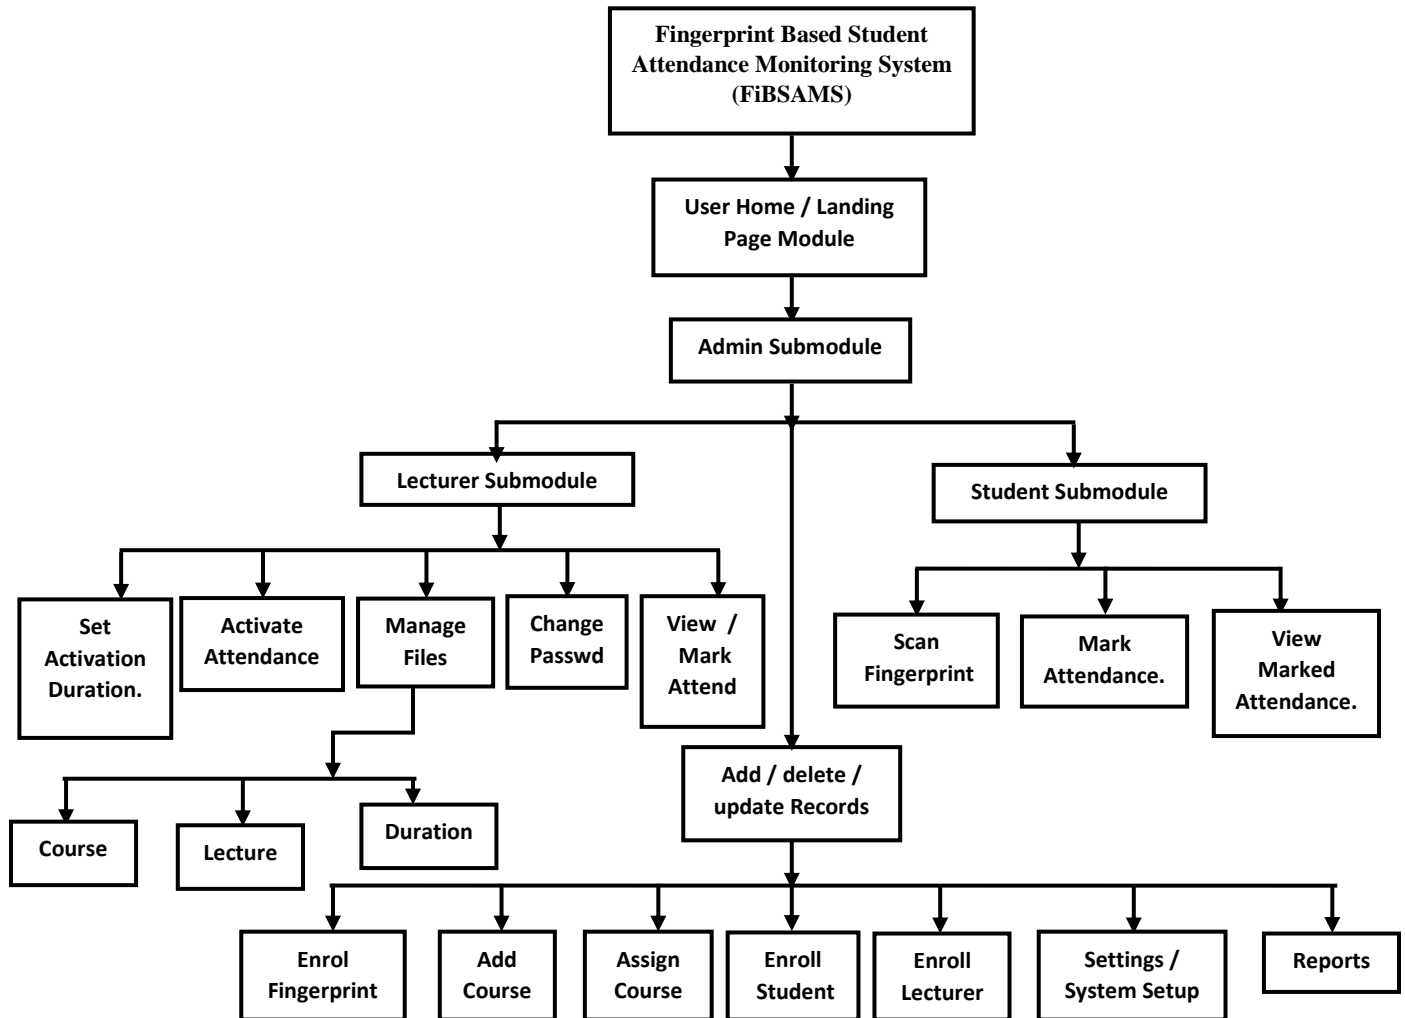 Fingerprint Based Student
Attendance Monitoring System
(FiBSAMS)
User Home / Landing
Page Module
Admin Submodule
Lecturer Submodule
Student Submodule
Set
Activation
Duration.
Activate
Attendance
Manage
Files
Change
Passwd
View /
Mark
Attend
Scan
Fingerprint
Mark
Attendance.
View
Marked
Attendance.
Course
Lecture
Duration
Add / delete /
update Records
Enrol
Fingerprint
Add
Course
Assign
Course
Enroll
Student
Enroll
Lecturer
Settings /
System Setup
Reports